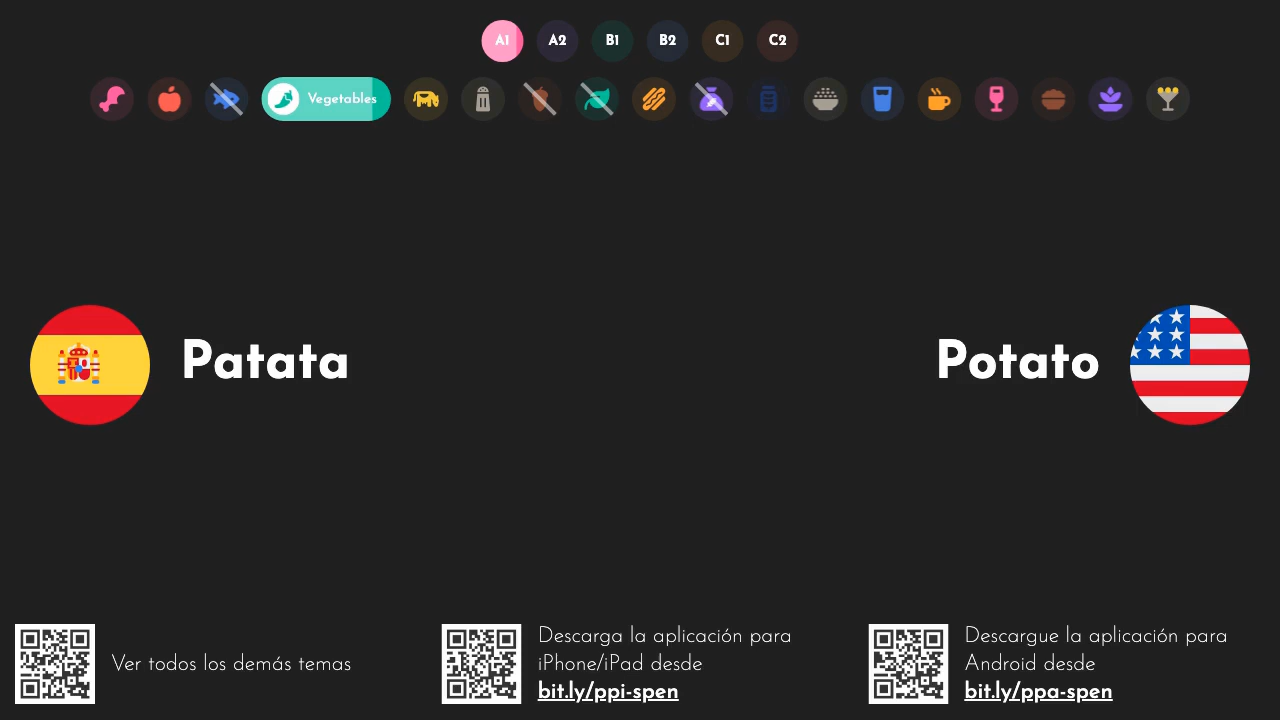 A1 A2 B1 B2 C1 C2
Vegetables
Patata
Potato
Ver todos los demás temas
Descarga la aplicación para
iPhone/iPad desde
bit.ly/ppi-spen
Descargue la aplicación para
Android desde
bit.ly/ppa-spen